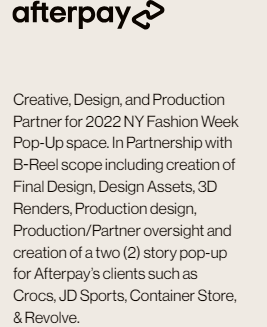 afterpay
Creative, Design, and Production
Partner for 2022 NY Fashion Week
Pop-Up space. In Partnership with
B-Reel scope including creation of
Final Design, Design Assets, 3D
Renders, Production design,
Production/Partner oversight and
creation of a two (2) story pop-up
for Afterpay's clients such as
Crocs, JD Sports, Container Store,
& Revolve.